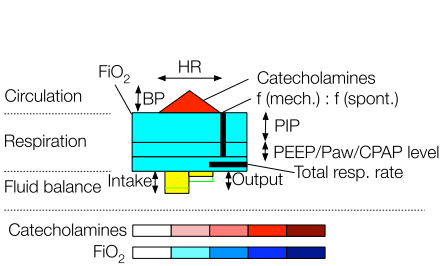 HR
FiO2
Catecholamines
Circulation
BP
f (mech.) : f (spont.)
PIP
Respiration
PEEP/Paw/CPAP level
Total resp. rate
Fluid balance
Intake
Output
Catecholamines
FiO2